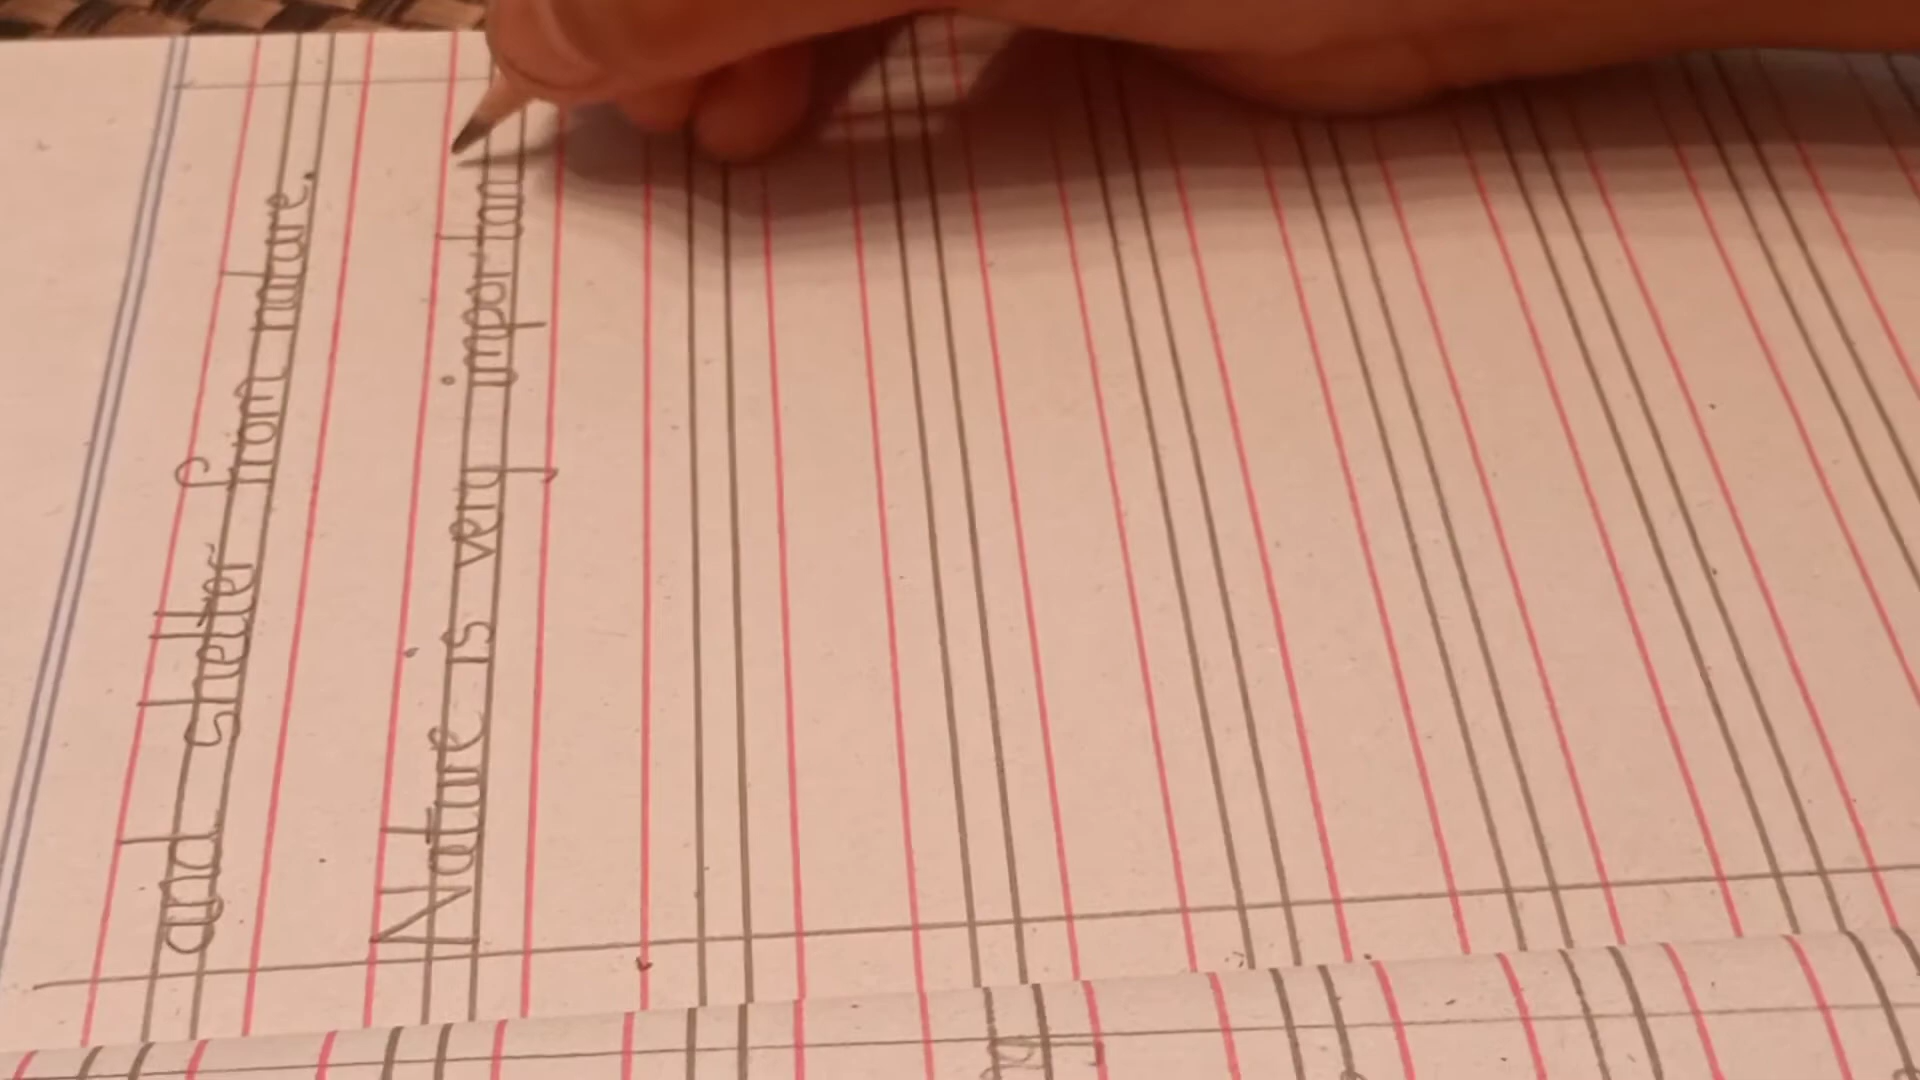 and shelter from nature.
Nature is very importan